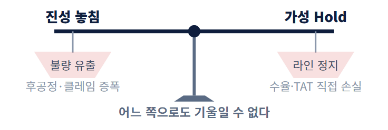 진성 놓침
가성 Hold
불량 유출
라인 정지
후공정·클레임 증폭
수율·TAT 직접 손실
어느 쪽으로도 기울일 수 없다